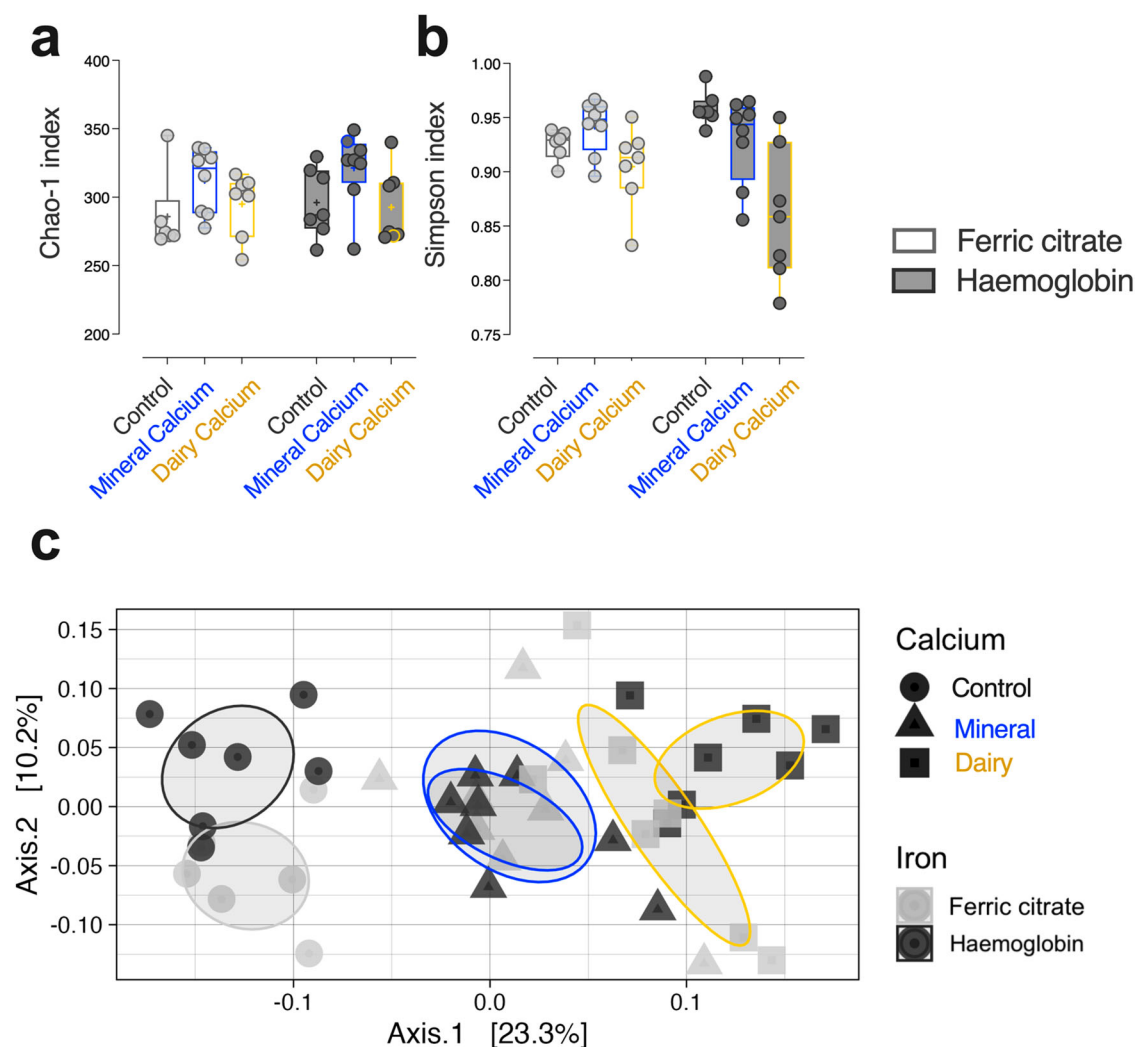 a
Chao-1 index
400
350
300
250
200
Control
Mineral Calcium
Dairy Calcium
Control
Mineral Calcium
Dairy Calcium
b
Simpson index
1.00
0.95
0.90
0.85
0.80
0.75
Control
Mineral Calcium
Dairy Calcium
Control
Mineral Calcium
Dairy Calcium
Ferric citrate
Haemoglobin
c
Axis.2 [10.2%]
0.15
0.10
0.05
0.00
-0.05
-0.10
-0.1
0.0
0.1
Axis.1 [23.3%]
Calcium
Control
Mineral
Dairy
Iron
Ferric citrate
Haemoglobin